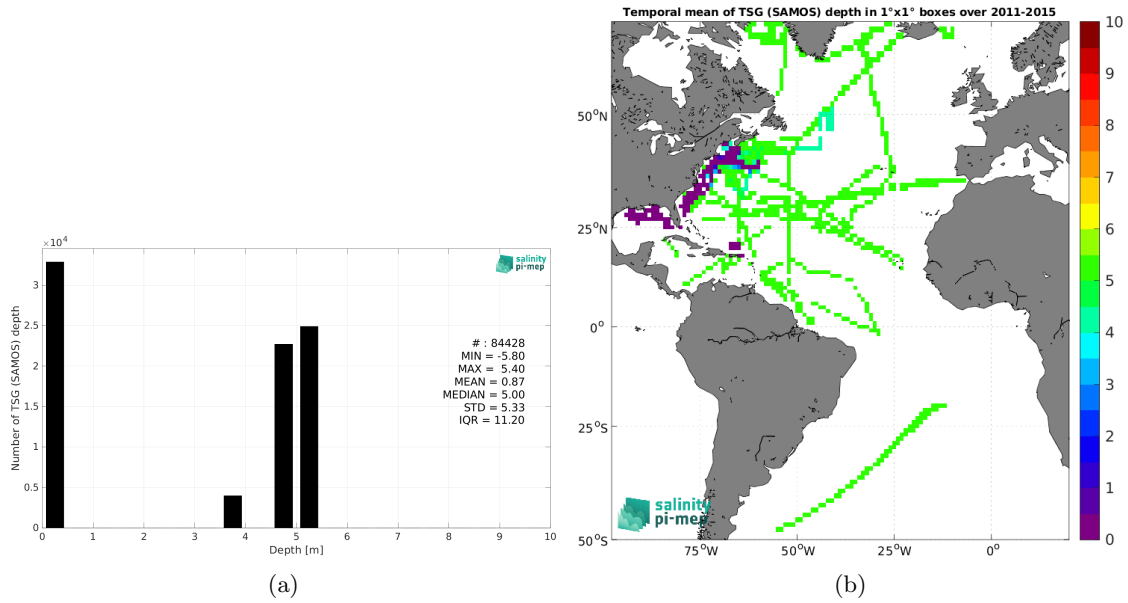 ×10⁴
3
2.5
2
1.5
1
0.5
0
0 1 2 3 4 5 6 7 8 9 10
Number of TSG (SAMOS) depth
Depth [m]
salinity
pi-mep
# : 84428
MIN = -5.80
MAX = 5.40
MEAN = 0.87
MEDIAN = 5.00
STD = 5.33
IQR = 11.20
(a)
Temporal mean of TSG (SAMOS) depth in 1°x1° boxes over 2011-2015
50°N
25°N
0°
25°S
50°S
75°W 50°W 25°W 0°
salinity
pi-mep
10
9
8
7
6
5
4
3
2
1
0
(b)